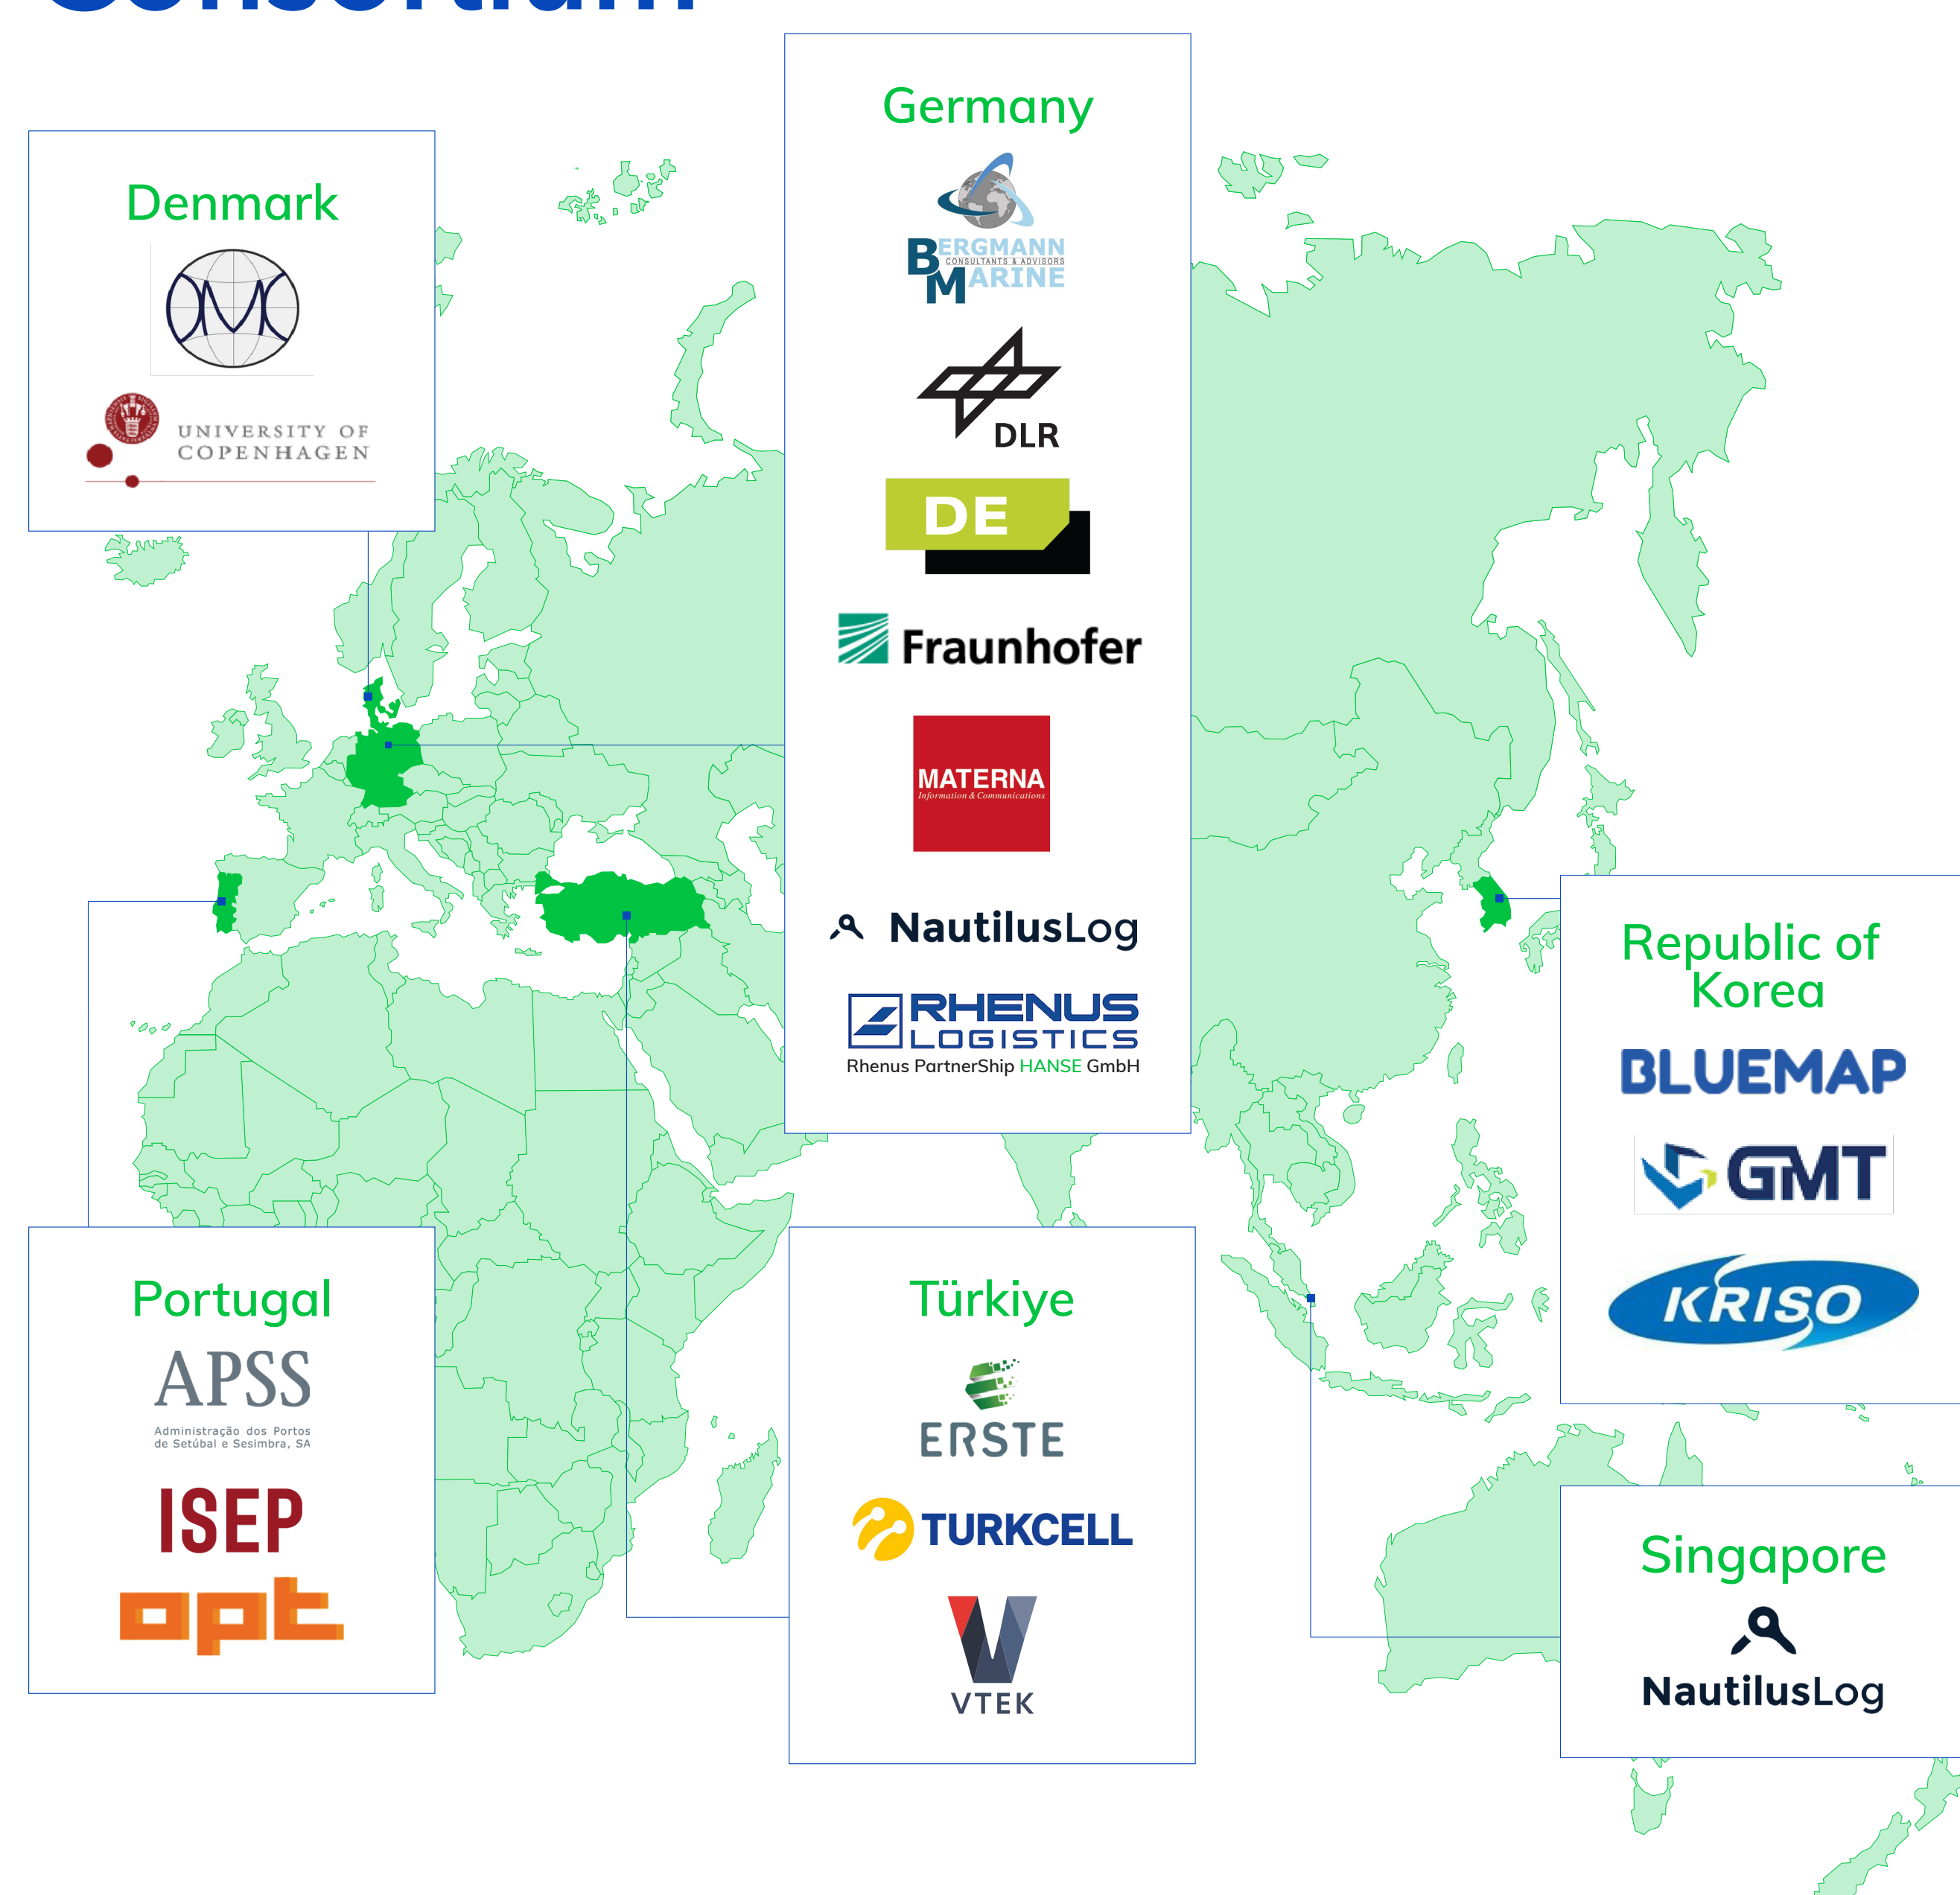 Consortium
Denmark
UNIVERSITY OF
COPENHAGEN
Germany
BERGMANN
CONSULTANTS & ADVISORS
MARINE
DLR
DE
Fraunhofer
MATERNA
Information & Communications
NautilusLog
RHENUS
LOGISTICS
Rhenus PartnerShip HANSE GmbH
Republic of
Korea
BLUEMAP
GMT
KRISO
Portugal
APSS
Administração dos Portos
de Setúbal e Sesimbra, SA
ISEP
opt
Türkiye
ERSTE
TURKCELL
VTEK
Singapore
NautilusLog